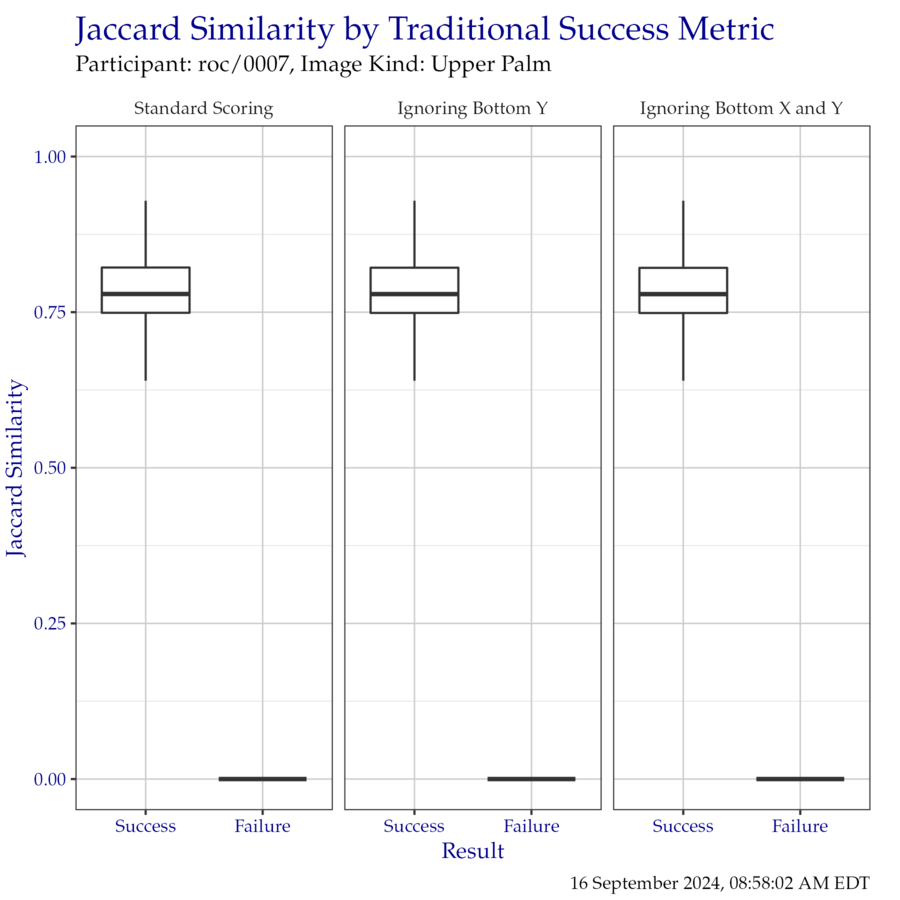 Jaccard Similarity by Traditional Success Metric
Participant: roc/0007, Image Kind: Upper Palm
Standard Scoring
Ignoring Bottom Y
Ignoring Bottom X and Y
Jaccard Similarity
1.00
0.75
0.50
0.25
0.00
Success Failure
Success Failure
Success Failure
Result
16 September 2024, 08:58:02 AM EDT